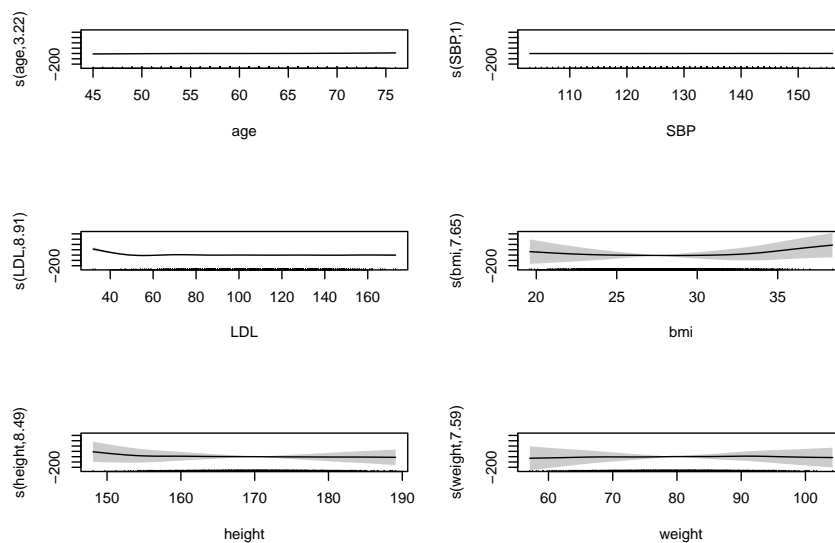 s(age,3.22)
-200
45 50 55 60 65 70 75
age
s(SBP,1)
-200
110 120 130 140 150
SBP
s(LDL,8.91)
-200
40 60 80 100 120 140 160
LDL
s(bmi,7.65)
-200
20 25 30 35
bmi
s(height,8.49)
-200
150 160 170 180 190
height
s(weight,7.59)
-200
60 70 80 90 100
weight